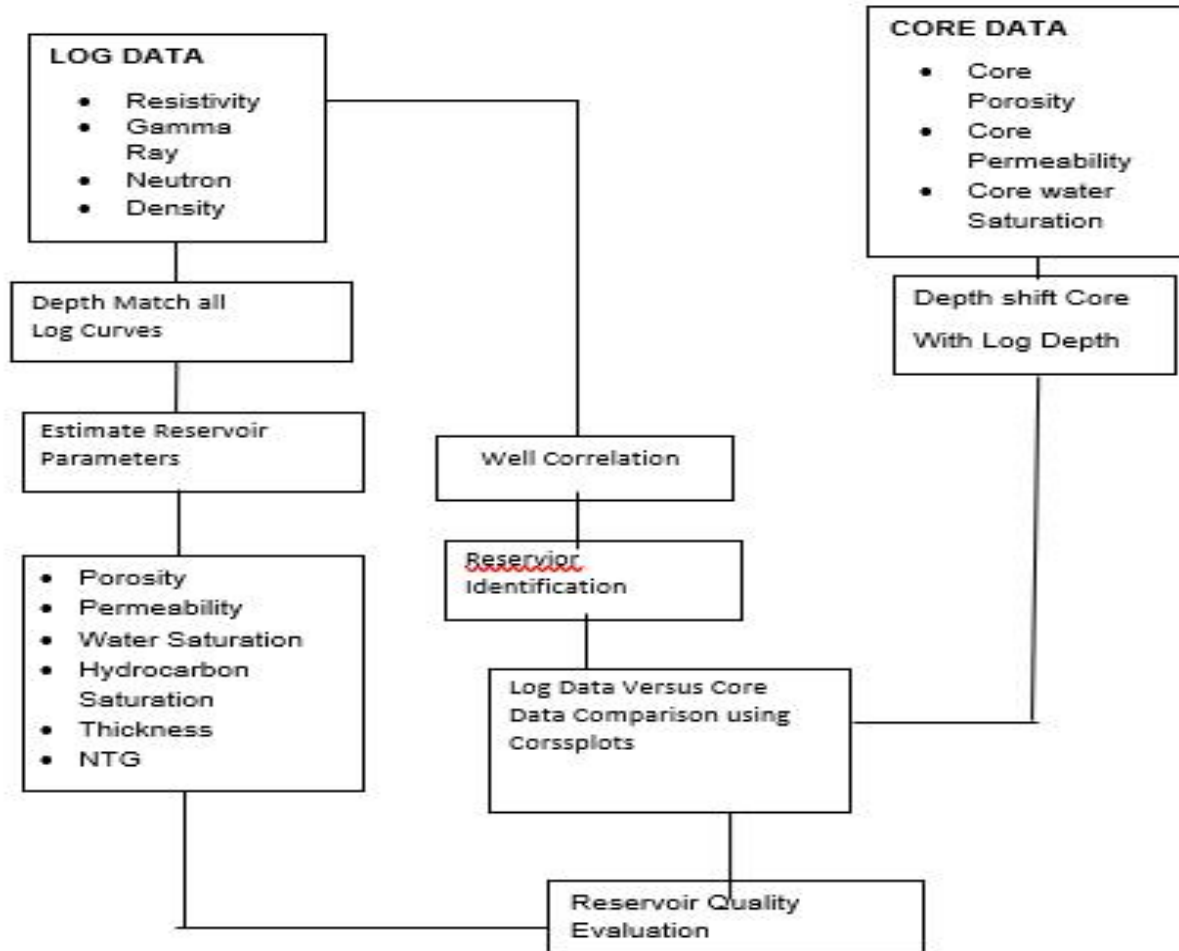 LOG DATA
• Resistivity
• Gamma
Ray
• Neutron
• Density
Depth Match all
Log Curves
Estimate Reservoir
Parameters
• Porosity
• Permeability
• Water Saturation
• Hydrocarbon
Saturation
• Thickness
• NTG
Well Correlation
Reservior
Identification
Log Data Versus Core
Data Comparison using
Corssplots
CORE DATA
• Core
Porosity
• Core
Permeability
• Core water
Saturation
Depth shift Core
With Log Depth
Reservoir Quality
Evaluation